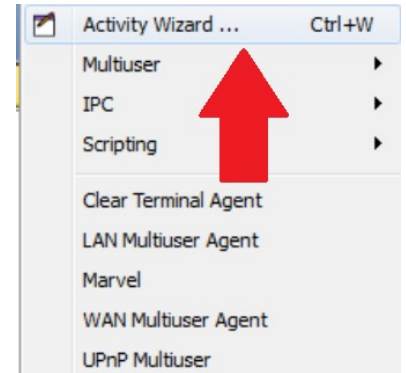 Activity Wizard ... Ctrl+W
Multiuser
IPC
Scripting
Clear Terminal Agent
LAN Multiuser Agent
Marvel
WAN Multiuser Agent
UPnP Multiuser